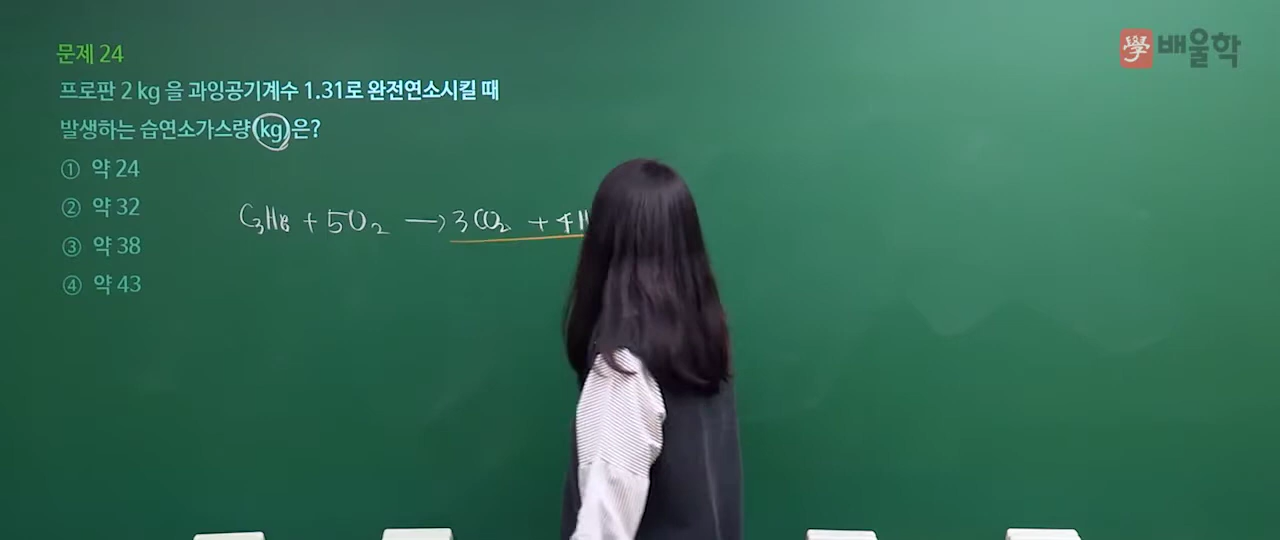 문제 24
프로판 2 kg 을 과잉공기계수 1.31로 완전연소시킬 때
발생하는 습연소가스량(kg)은?
① 약 24
② 약 32
③ 약 38
④ 약 43
C3H8 + 5O2 → 3CO2 + 4H
學 배울학